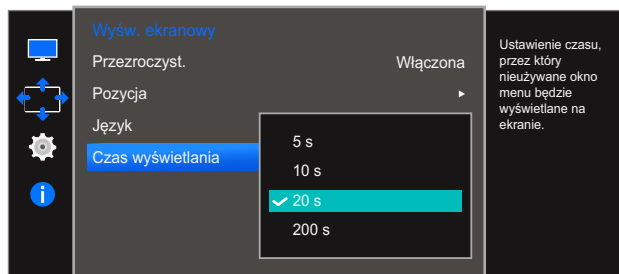 Wyśw. ekranowy
Przezroczyst. Włączona
Pozycja
Język
Czas wyświetlania
5 s
10 s
20 s
200 s
Ustawienie czasu,
przez który
nieużywane okno
menu będzie
wyświetlane na
ekranie.